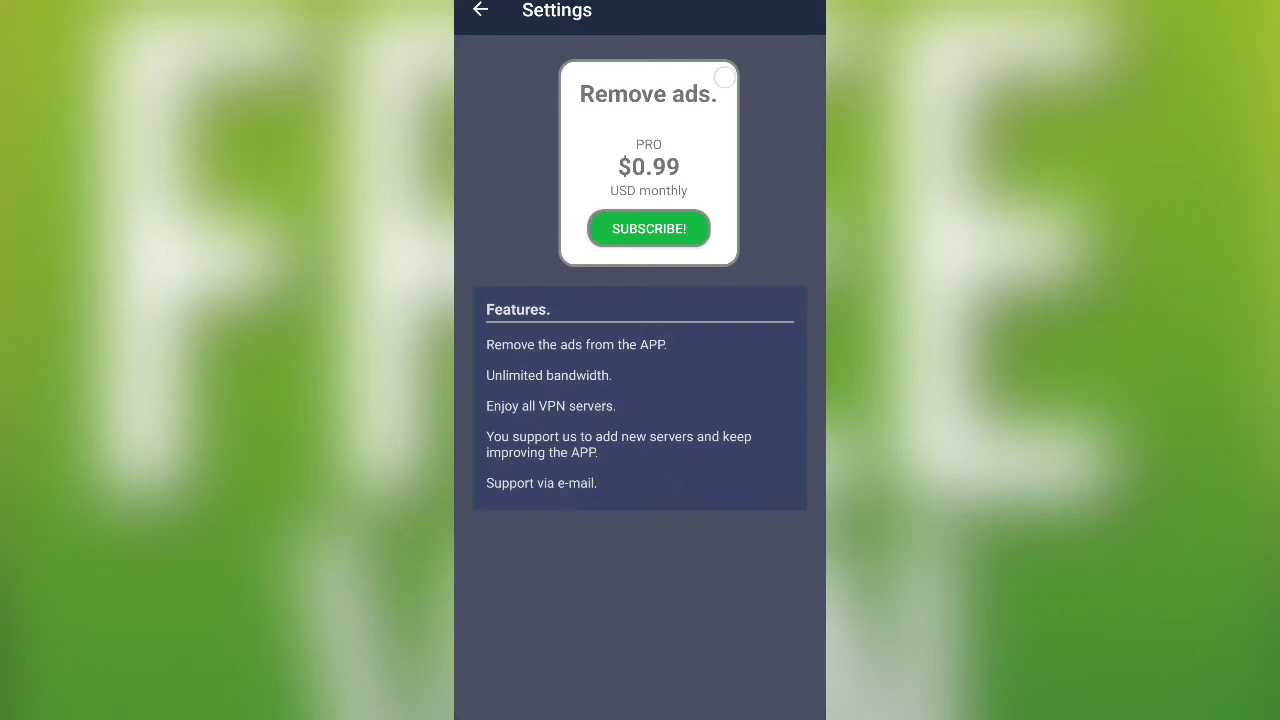 Settings
Remove ads.
PRO
$0.99
USD monthly
SUBSCRIBE!
Features.
Remove the ads from the APP.
Unlimited bandwidth.
Enjoy all VPN servers.
You support us to add new servers and keep
improving the APP.
Support via e-mail.